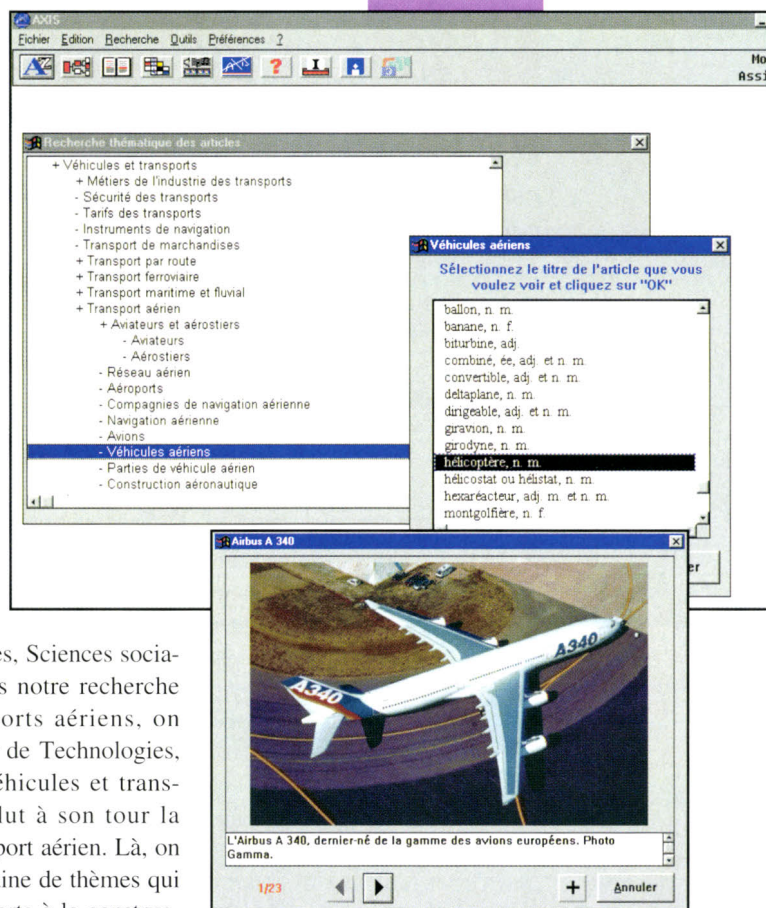 AXIS
Fichier Edition Recherche Outils Préférences ?
AZ
?
Mo
Assi
Recherche thématique des articles
+ Véhicules et transports
+ Métiers de l'industrie des transports
- Sécurité des transports
- Tarifs des transports
- Instruments de navigation
- Transport de marchandises
+ Transport par route
+ Transport ferroviaire
+ Transport maritime et fluvial
+ Transport aérien
+ Aviateurs et aérostiers
- Aviateurs
- Aérostiers
- Réseau aérien
- Aéroports
- Compagnies de navigation aérienne
- Navigation aérienne
- Avions
- Véhicules aériens
- Parties de véhicule aérien
- Construction aéronautique
Véhicules aériens
Sélectionnez le titre de l'article que vous
voulez voir et cliquez sur "OK"
ballon, n. m.
banane, n. f.
biturbine, adj.
combiné, ée, adj. et n. m.
convertible, adj. et n. m.
deltaplane, n. m.
dirigeable, adj. et n. m.
giravion, n. m.
girodyne, n. m.
hélicoptère, n. m.
hélicostat ou hélistat, n. m.
hexaréacteur, adj. m. et n. m.
montgolfière, n. f.
er
Airbus A 340
A340
A340
L'Airbus A 340, dernier-né de la gamme des avions européens. Photo
Gamma.
1/23
+ Annuler
es, Sciences socia-
s notre recherche
orts aériens, on
de Technologies,
éhicules et trans-
lut à son tour la
port aérien. Là, on
ine de thèmes qui